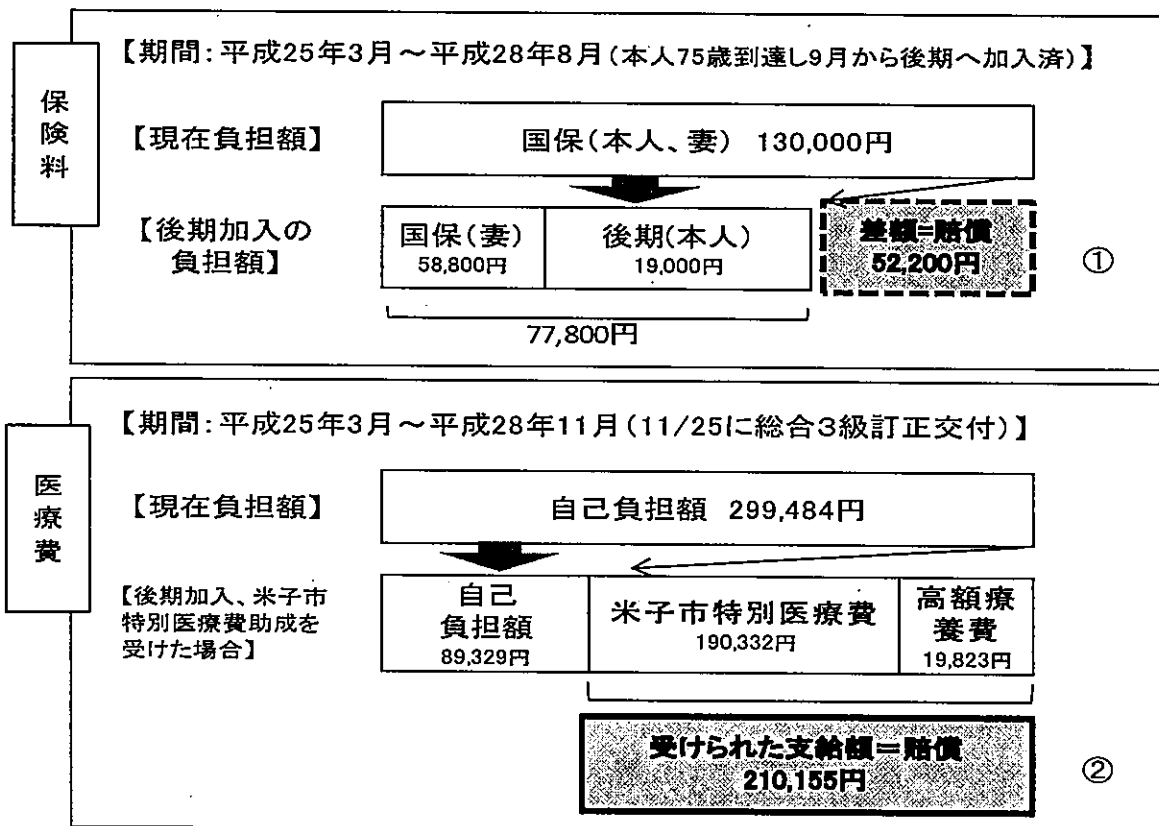 保険料
【期間:平成25年3月~平成28年8月(本人75歳到達し9月から後期へ加入済)】
【現在負担額】
国保(本人、妻) 130,000円
【後期加入の
負担額】
国保(妻)
58,800円
後期(本人)
19,000円
差額=賠償
52,200円
①
77,800円
医療費
【期間:平成25年3月~平成28年11月(11/25に総合3級訂正交付)】
【現在負担額】
自己負担額 299,484円
【後期加入、米子市
特別医療費助成を
受けた場合】
自己
負担額
89,329円
米子市特別医療費
190,332円
高額療
養費
19,823円
受けられた支給額=賠償
210,155円
②